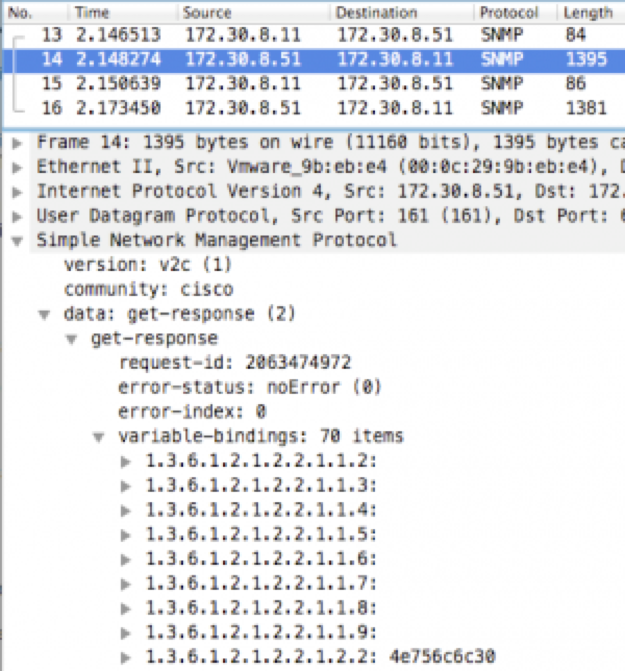 No. Time Source Destination Protocol Length
13 2.146513 172.30.8.11 172.30.8.51 SNMP 84
14 2.148274 172.30.8.51 172.30.8.11 SNMP 1395
15 2.150639 172.30.8.11 172.30.8.51 SNMP 86
16 2.173450 172.30.8.51 172.30.8.11 SNMP 1381
Frame 14: 1395 bytes on wire (11160 bits), 1395 bytes ca
Ethernet II, Src: Vmware_9b:eb:e4 (00:0c:29:9b:eb:e4), D
Internet Protocol Version 4, Src: 172.30.8.51, Dst: 172.
User Datagram Protocol, Src Port: 161 (161), Dst Port: 6
Simple Network Management Protocol
version: v2c (1)
community: cisco
data: get-response (2)
get-response
request-id: 2063474972
error-status: noError (0)
error-index: 0
variable-bindings: 70 items
1.3.6.1.2.1.2.2.1.1.2:
1.3.6.1.2.1.2.2.1.1.3:
1.3.6.1.2.1.2.2.1.1.4:
1.3.6.1.2.1.2.2.1.1.5:
1.3.6.1.2.1.2.2.1.1.6:
1.3.6.1.2.1.2.2.1.1.7:
1.3.6.1.2.1.2.2.1.1.8:
1.3.6.1.2.1.2.2.1.1.9:
1.3.6.1.2.1.2.2.1.2.2: 4e756c6c30